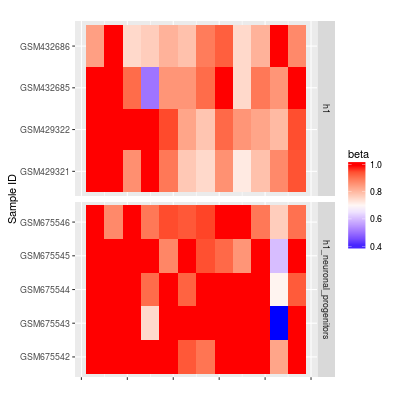 GSM432686
GSM432685
GSM429322
GSM429321
GSM675546
GSM675545
GSM675544
GSM675543
GSM675542
Sample ID
h1
h1_neuronal_progenitors
beta
1.0
0.8
0.6
0.4